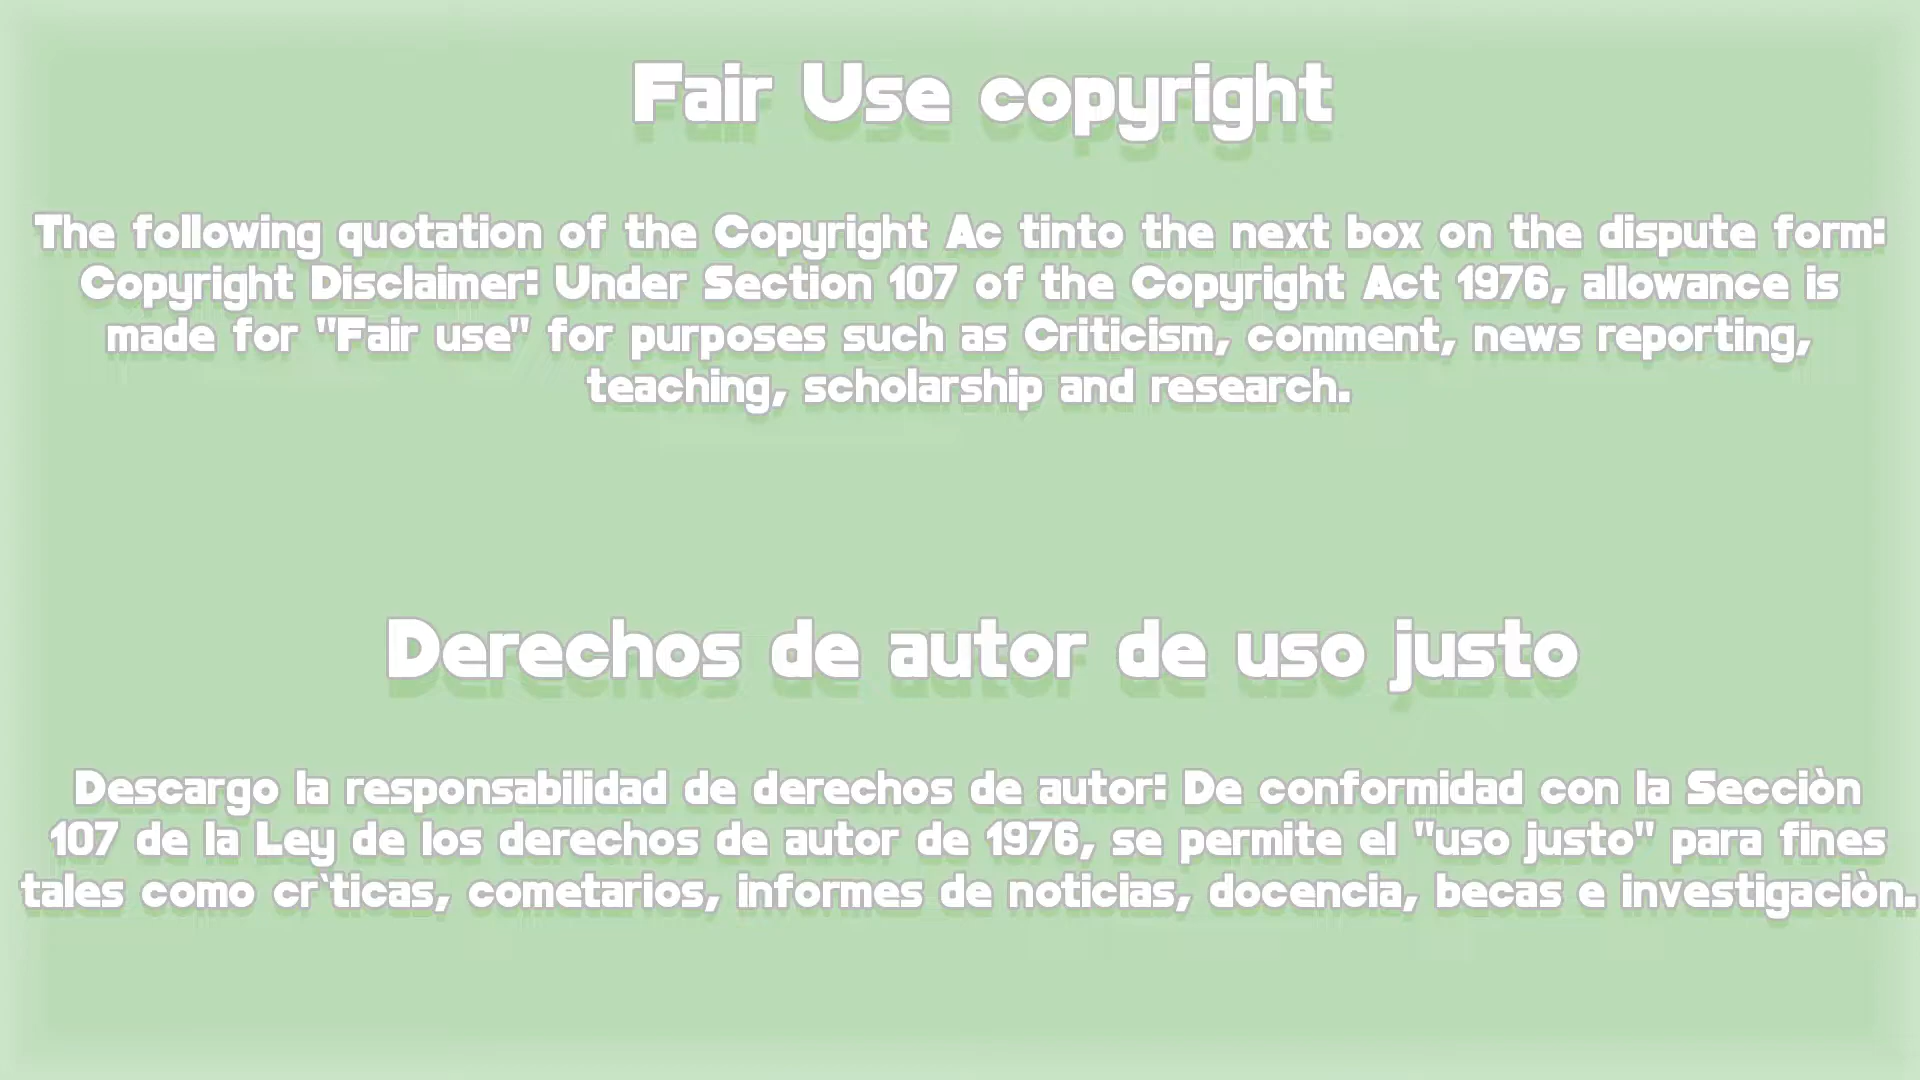 Fair Use copyright
The following quotation of the Copyright Ac tinto the next box on the dispute form:
Copyright Disclaimer: Under Section 107 of the Copyright Act 1976, allowance is
made for "Fair use" for purposes such as Criticism, comment, news reporting,
teaching, scholarship and research.
Derechos de autor de uso justo
Descargo la responsabilidad de derechos de autor: De conformidad con la Secciòn
107 de la Ley de los derechos de autor de 1976, se permite el "uso justo" para fines
tales como cr`ticas, cometarios, informes de noticias, docencia, becas e investigaciòn.